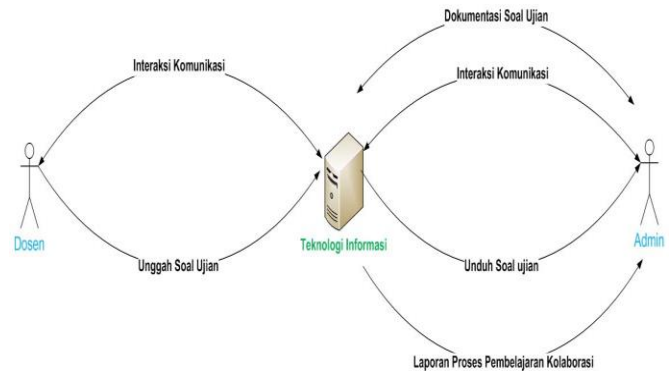 Dokumentasi Soal Ujian
Interaksi Komunikasi
Interaksi Komunikasi
Dosen
Teknologi Informasi
Admin
Unggah Soal Ujian
Unduh Soal ujian
Laporan Proses Pembelajaran Kolaborasi